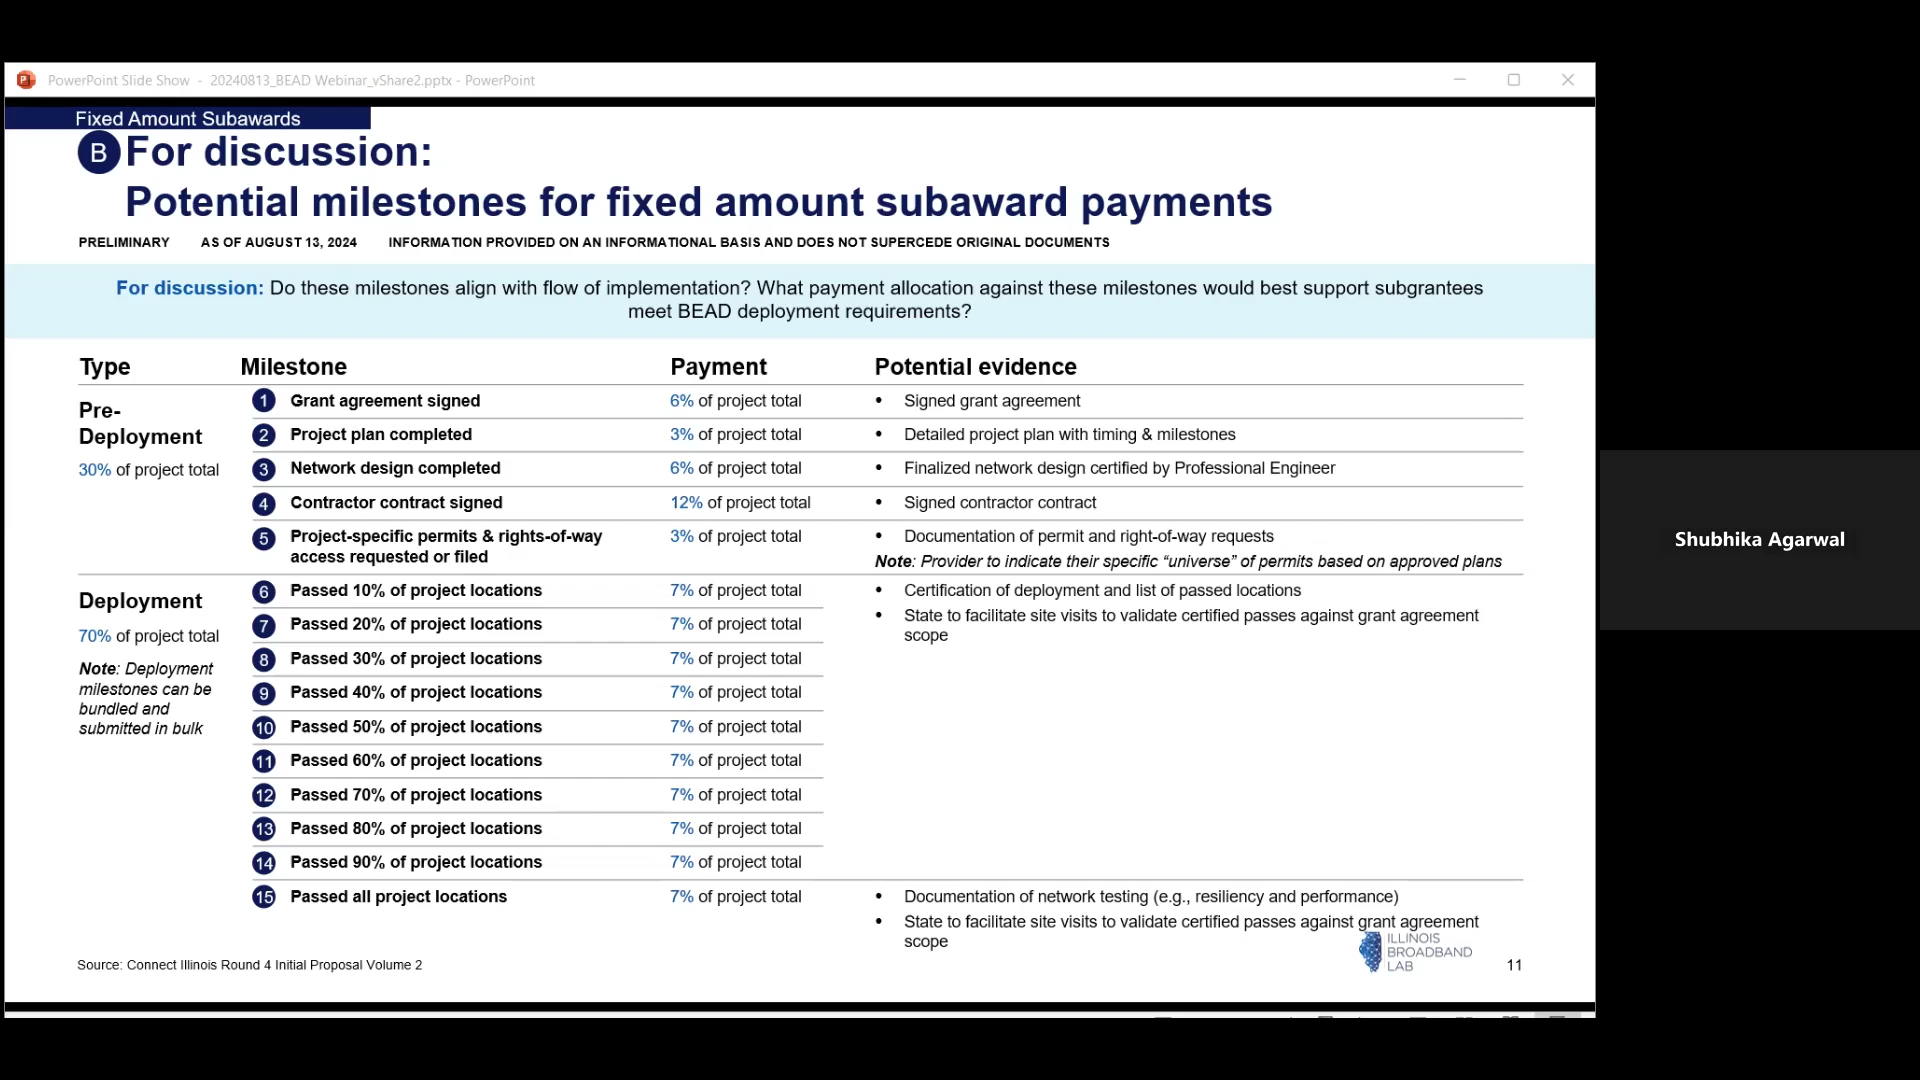 PowerPoint Slide Show - 20240813_BEAD Webinar_vShare2.pptx - PowerPoint
Fixed Amount Subawards
B For discussion:
Potential milestones for fixed amount subaward payments
PRELIMINARY AS OF AUGUST 13, 2024 INFORMATION PROVIDED ON AN INFORMATIONAL BASIS AND DOES NOT SUPERCEDE ORIGINAL DOCUMENTS
For discussion: Do these milestones align with flow of implementation? What payment allocation against these milestones would best support subgrantees
meet BEAD deployment requirements?
Type Milestone Payment Potential evidence
Pre-
Deployment
30% of project total
1 Grant agreement signed 6% of project total • Signed grant agreement
2 Project plan completed 3% of project total • Detailed project plan with timing & milestones
3 Network design completed 6% of project total • Finalized network design certified by Professional Engineer
4 Contractor contract signed 12% of project total • Signed contractor contract
5 Project-specific permits & rights-of-way 3% of project total • Documentation of permit and right-of-way requests
access requested or filed
Note: Provider to indicate their specific “universe” of permits based on approved plans
Deployment
70% of project total
Note: Deployment
milestones can be
bundled and
submitted in bulk
6 Passed 10% of project locations 7% of project total • Certification of deployment and list of passed locations
7 Passed 20% of project locations 7% of project total • State to facilitate site visits to validate certified passes against grant agreement
scope
8 Passed 30% of project locations 7% of project total
9 Passed 40% of project locations 7% of project total
10 Passed 50% of project locations 7% of project total
11 Passed 60% of project locations 7% of project total
12 Passed 70% of project locations 7% of project total
13 Passed 80% of project locations 7% of project total
14 Passed 90% of project locations 7% of project total
15 Passed all project locations 7% of project total • Documentation of network testing (e.g., resiliency and performance)
• State to facilitate site visits to validate certified passes against grant agreement
scope
Source: Connect Illinois Round 4 Initial Proposal Volume 2
ILLINOIS
BROADBAND
LAB
11
Shubhika Agarwal